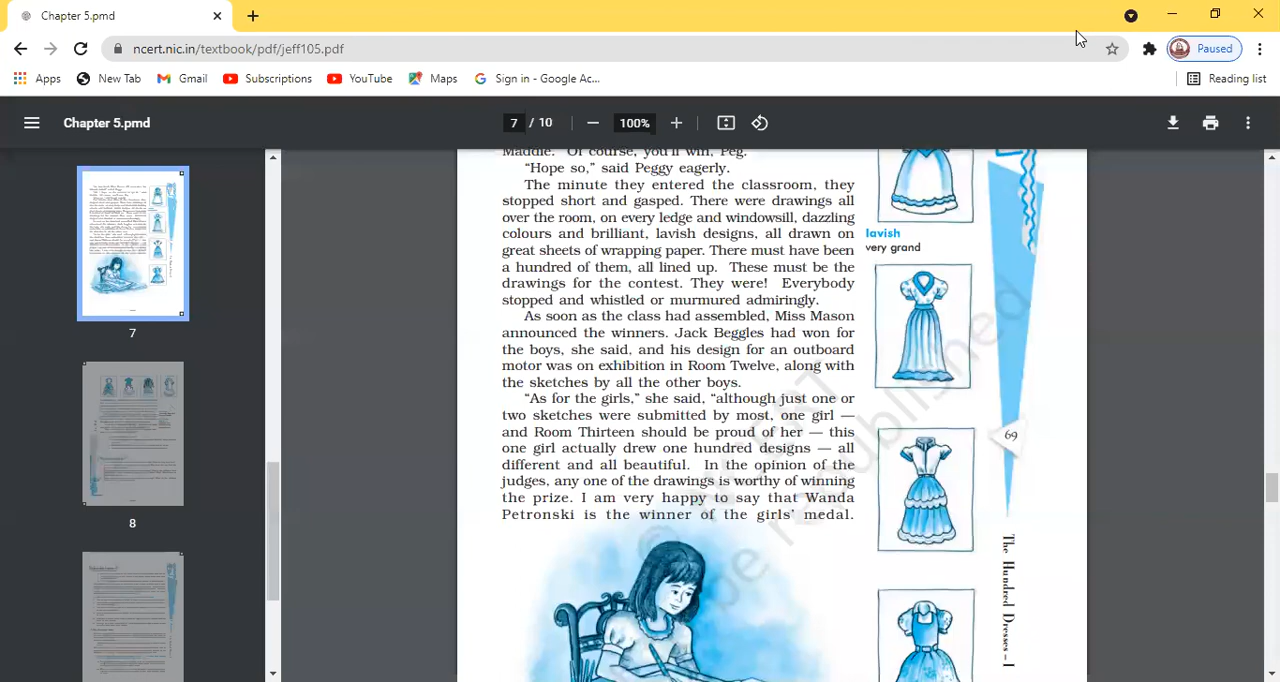 Chapter 5.pmd
ncert.nic.in/textbook/pdf/jeff105.pdf
Paused
Apps
New Tab
Gmail
Subscriptions
YouTube
Maps
Sign in - Google Ac...
Reading list
Chapter 5.pmd
7 / 10
100%
7
8
Maddie. "Of course, you'll win, Peg."
"Hope so," said Peggy eagerly.
The minute they entered the classroom, they
stopped short and gasped. There were drawings all
over the room, on every ledge and windowsill, dazzling
colours and brilliant, lavish designs, all drawn on
great sheets of wrapping paper. There must have been
a hundred of them, all lined up. These must be the
drawings for the contest. They were! Everybody
stopped and whistled or murmured admiringly.
As soon as the class had assembled, Miss Mason
announced the winners. Jack Beggles had won for
the boys, she said, and his design for an outboard
motor was on exhibition in Room Twelve, along with
the sketches by all the other boys.
"As for the girls," she said, "although just one or
two sketches were submitted by most, one girl —
and Room Thirteen should be proud of her — this
one girl actually drew one hundred designs — all
different and all beautiful. In the opinion of the
judges, any one of the drawings is worthy of winning
the prize. I am very happy to say that Wanda
Petronski is the winner of the girls' medal.
lavish
very grand
69
The Hundred Dresses – I